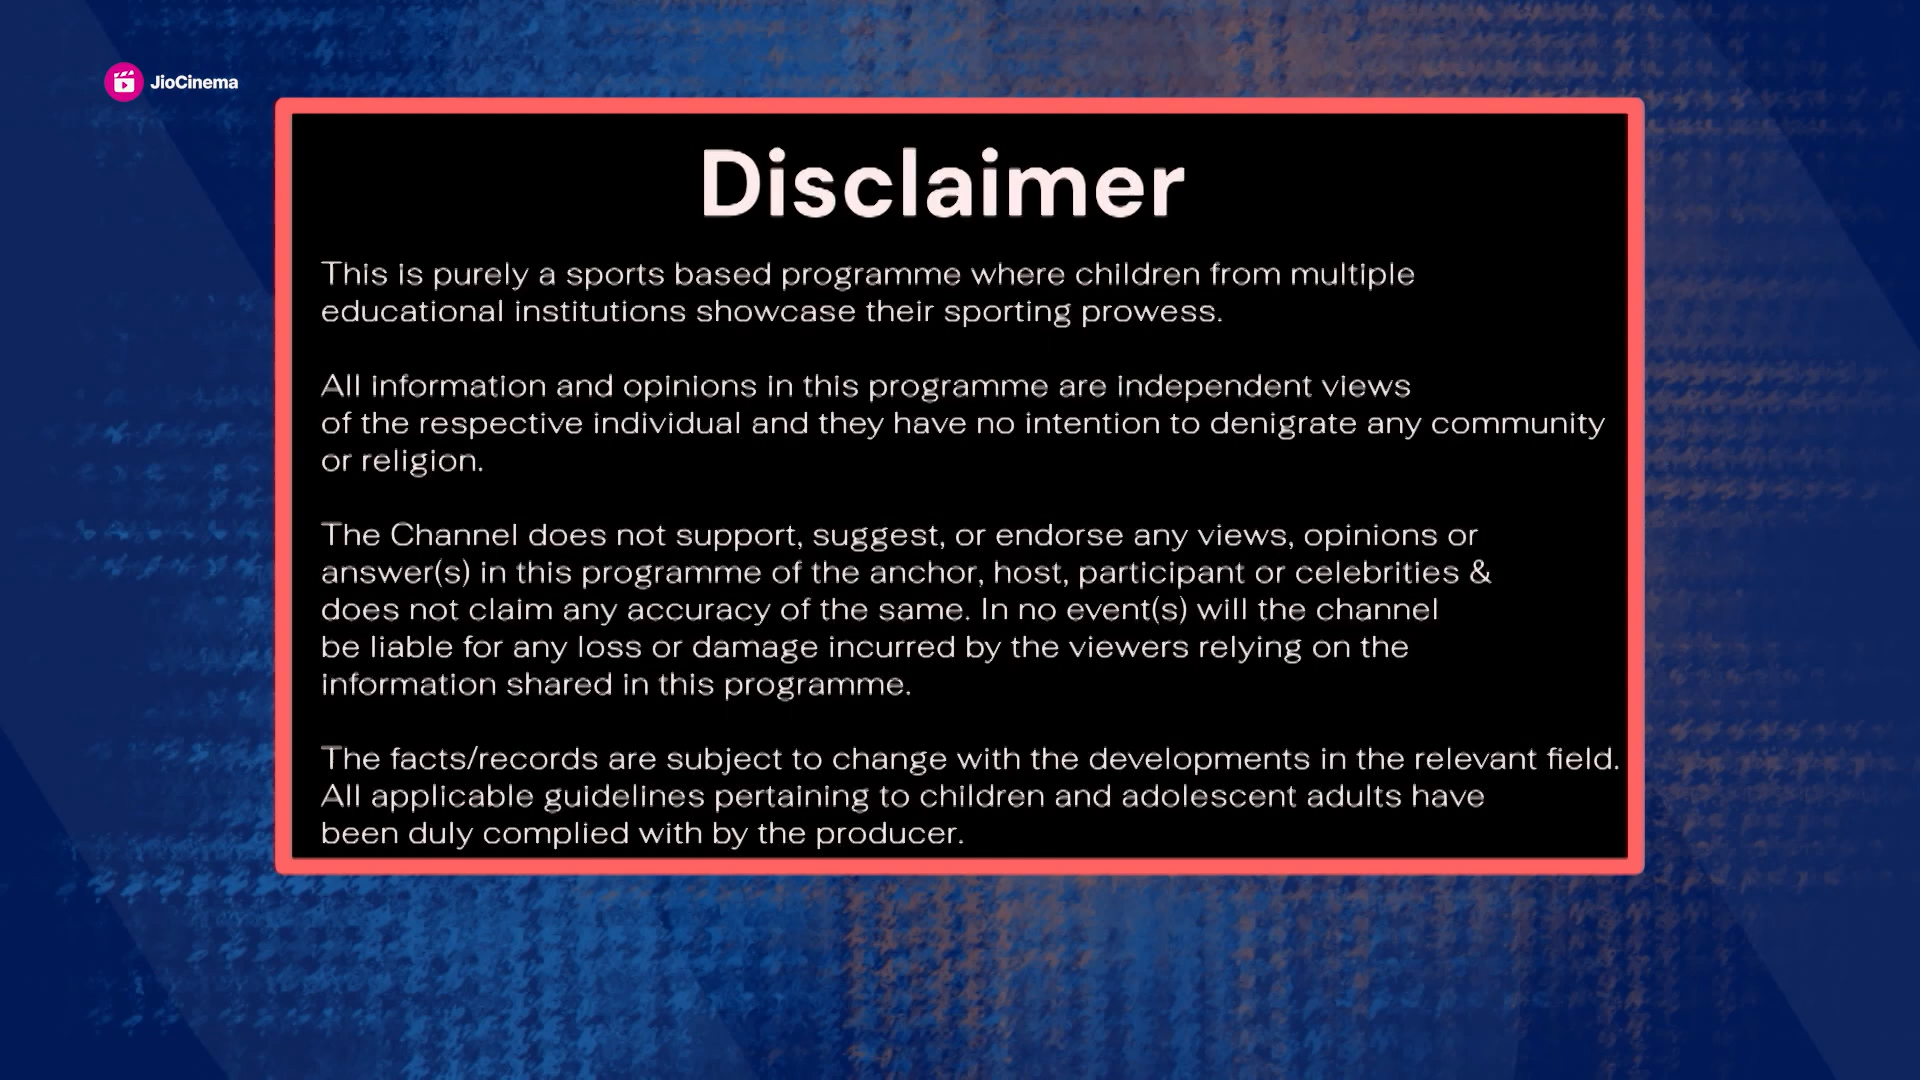 JioCinema
Disclaimer
This is purely a sports based programme where children from multiple
educational institutions showcase their sporting prowess.
All information and opinions in this programme are independent views
of the respective individual and they have no intention to denigrate any community
or religion.
The Channel does not support, suggest, or endorse any views, opinions or
answer(s) in this programme of the anchor, host, participant or celebrities &
does not claim any accuracy of the same. In no event(s) will the channel
be liable for any loss or damage incurred by the viewers relying on the
information shared in this programme.
The facts/records are subject to change with the developments in the relevant field.
All applicable guidelines pertaining to children and adolescent adults have
been duly complied with by the producer.